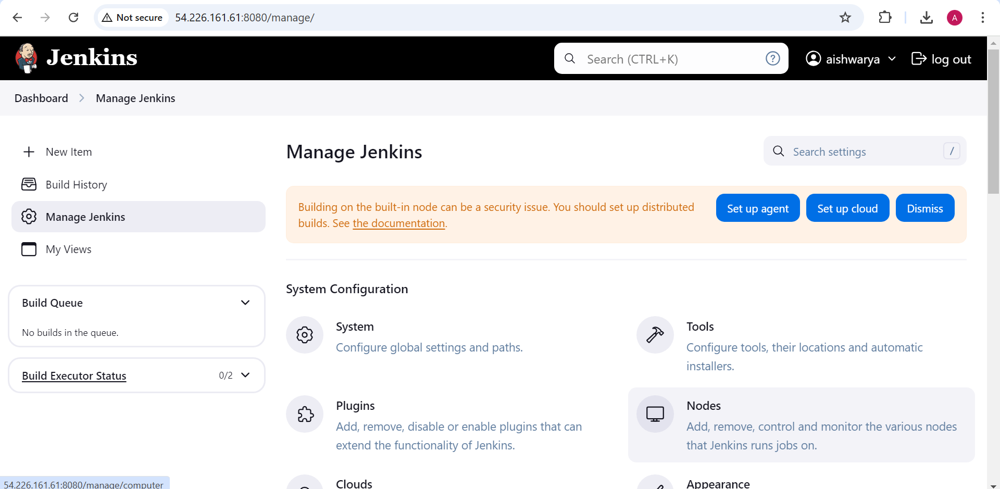 Not secure
54.226.161.61:8080/manage/
A
Jenkins
Search (CTRL+K)
?
aishwarya
log out
Dashboard
Manage Jenkins
New Item
Build History
Manage Jenkins
My Views
Build Queue
No builds in the queue.
Build Executor Status
0/2
Manage Jenkins
Search settings
/
Building on the built-in node can be a security issue. You should set up distributed
builds. See the documentation.
Set up agent
Set up cloud
Dismiss
System Configuration
System
Configure global settings and paths.
Tools
Configure tools, their locations and automatic
installers.
Plugins
Add, remove, disable or enable plugins that can
extend the functionality of Jenkins.
Nodes
Add, remove, control and monitor the various nodes
that Jenkins runs jobs on.
Clouds
Appearance
54.226.161.61:8080/manage/computer